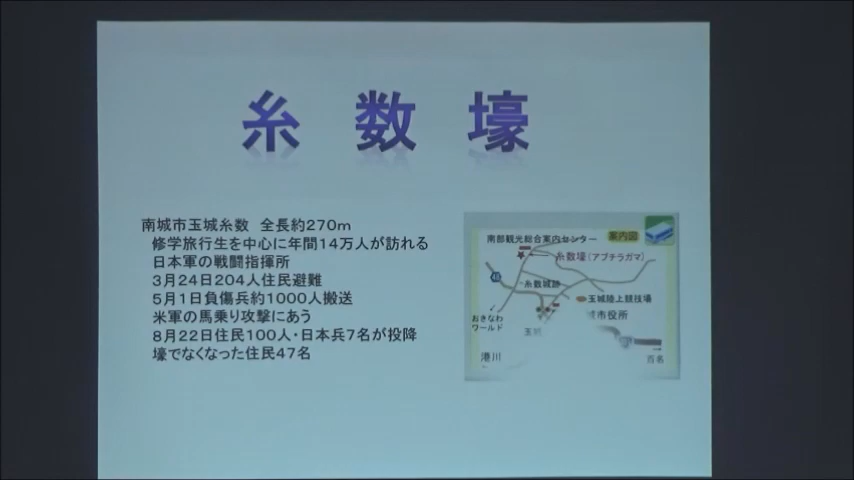 糸 数 壕
南城市玉城糸数 全長約270m
修学旅行生を中心に年間14万人が訪れる
日本軍の戦闘指揮所
3月24日204人住民避難
5月1日負傷兵約1000人搬送
米軍の馬乗り攻撃にあう
8月22日住民100人・日本兵7名が投降
壕でなくなった住民47名
南部観光総合案内センター
案内図
糸数壕(アブチラガマ)
48
糸数城跡
玉城陸上競技場
おきなわ
ワールド
市役所
玉城
港川
百名